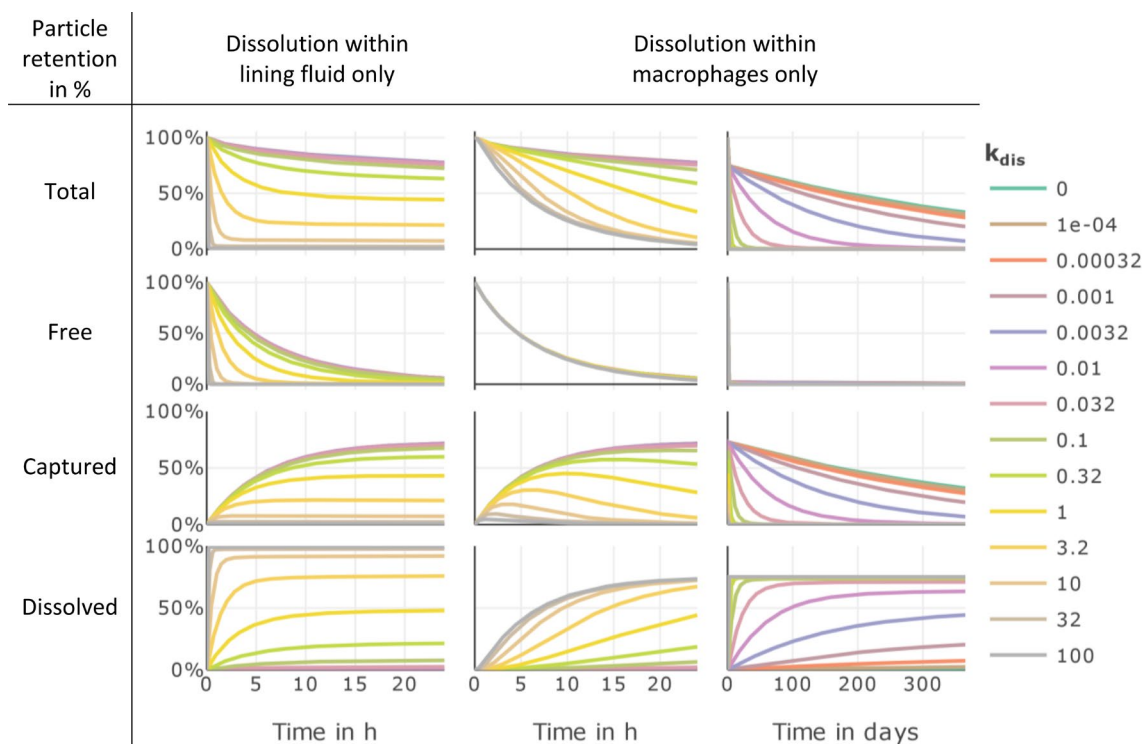 Particle
retention
in %
Dissolution within
lining fluid only
Dissolution within
macrophages only
Total
100%
50%
0%
Free
100%
50%
0%
Captured
100%
50%
0%
Dissolved
100%
50%
0%
0 5 10 15 20
0 5 10 15 20
0 100 200 300
Time in h
Time in h
Time in days
kdis
0
1e-04
0.00032
0.001
0.0032
0.01
0.032
0.1
0.32
1
3.2
10
32
100